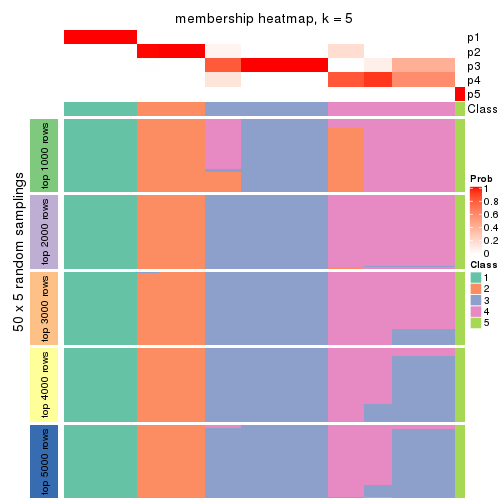 membership heatmap, k = 5
p1
p2
p3
p4
p5
Class
50 x 5 random samplings
top 1000 rows
top 2000 rows
top 3000 rows
top 4000 rows
top 5000 rows
Prob
1
0.8
0.6
0.4
0.2
0
Class
1
2
3
4
5